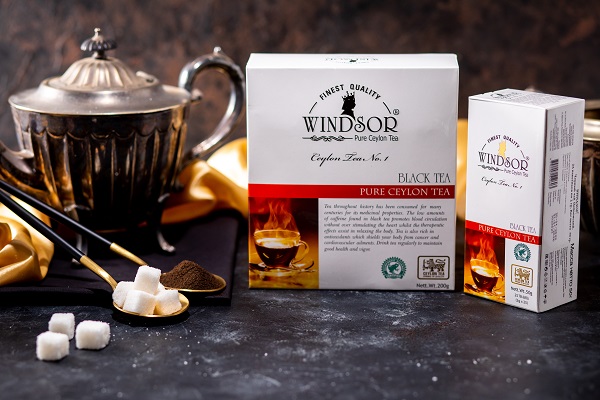 FINEST QUALITY
WINDSOR ®
Pure Ceylon Tea
Ceylon Tea No. 1
BLACK TEA
PURE CEYLON TEA
Tea throughout history has been consumed for many
centuries for its medicinal properties. The low amounts
of caffeine found in black tea promotes blood circulation
without over stimulating the heart whilst the therapeutic
effects assist in relaxing the body. Tea is also rich in
antioxidants which shields your body from cancer and
cardiovascular ailments. Drink tea regularly to maintain
good health and vigor.
CEYLON TEA
Nett. Wt. 200g
FINEST QUALITY
WINDSOR ®
Pure Ceylon Tea
Ceylon Tea No. 1
BLACK TEA
PURE CEYLON TEA
Nett. Wt. 50g